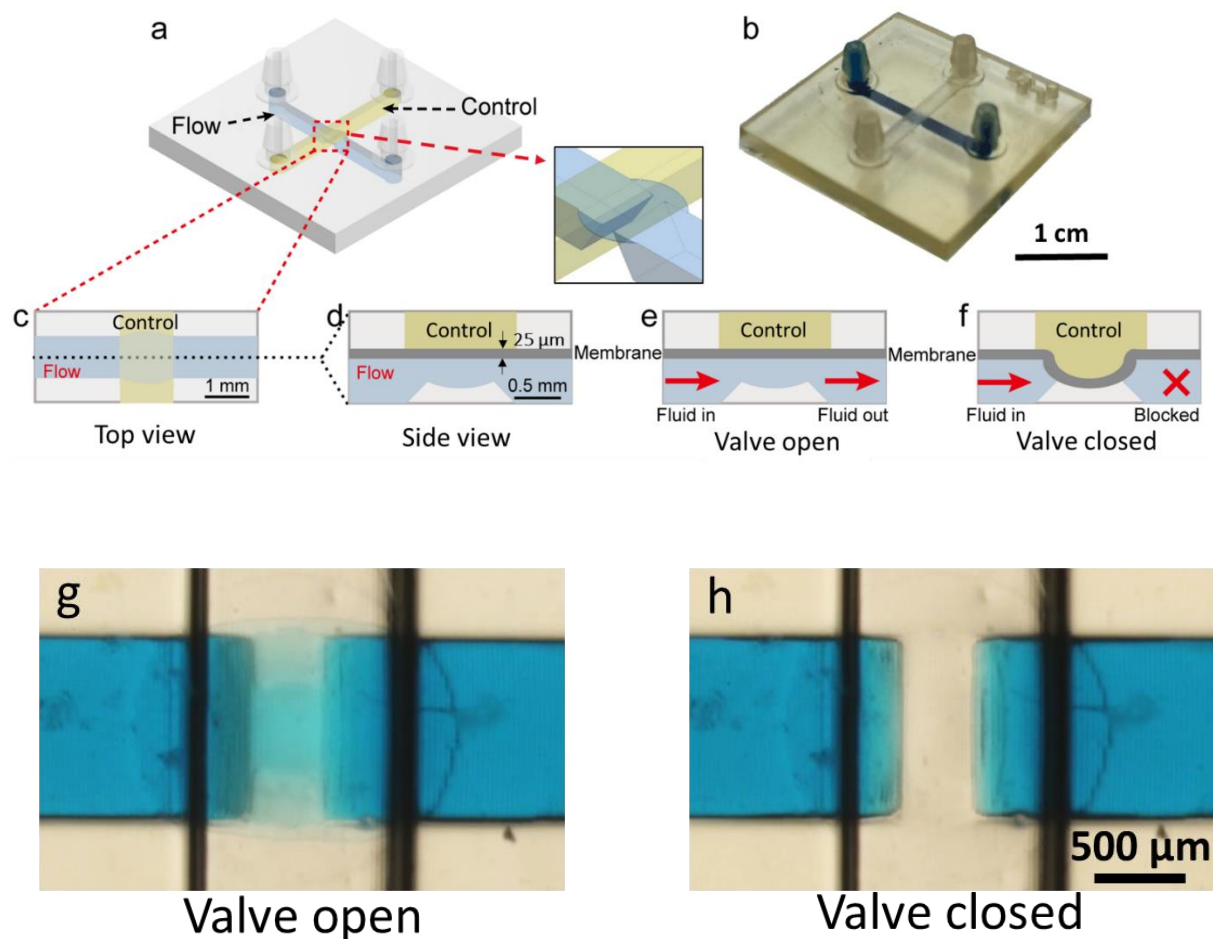 a
Flow
Control
b
1 cm
c
Control
Flow
1 mm
Top view
d
Control
25 µm
Flow
0.5 mm
Side view
Membrane
e
Control
Fluid in
Fluid out
Valve open
Membrane
f
Control
Fluid in
Blocked
Valve closed
g
Valve open
h
500 µm
Valve closed